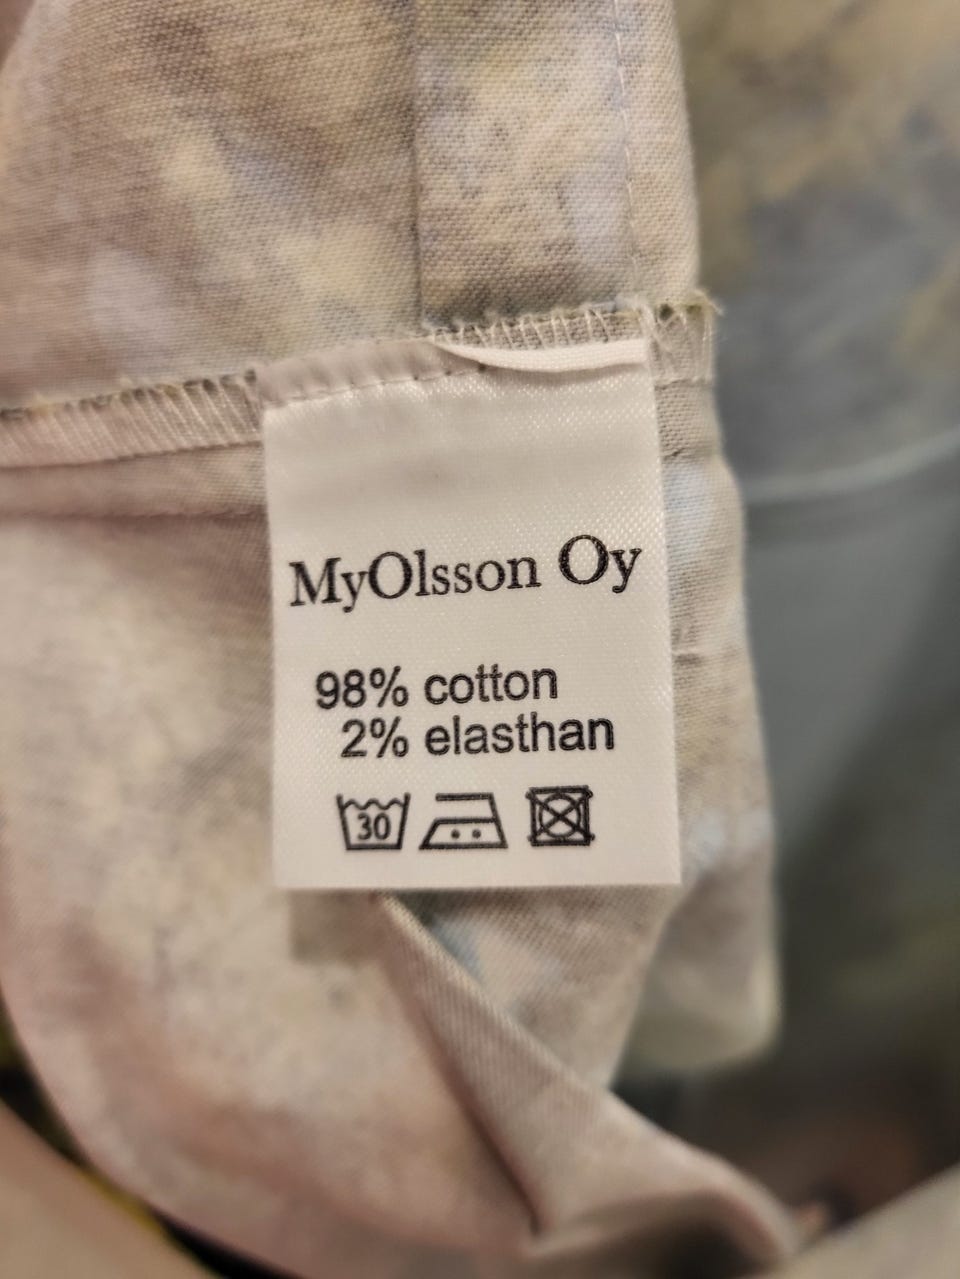 MyOlsson Oy
98% cotton
2% elasthan
30